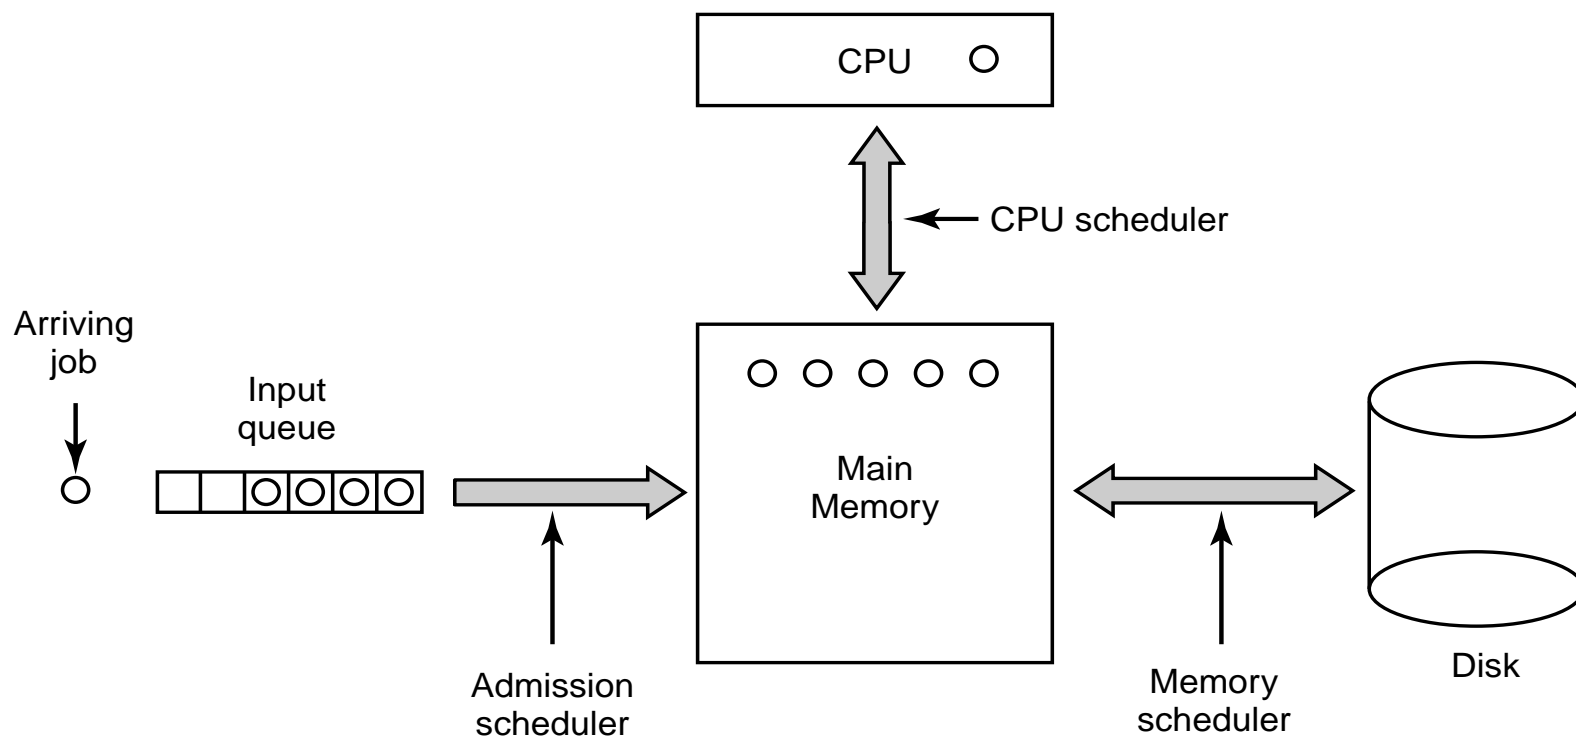 CPU
CPU scheduler
Arriving
job
Input
queue
Main
Memory
Admission
scheduler
Memory
scheduler
Disk